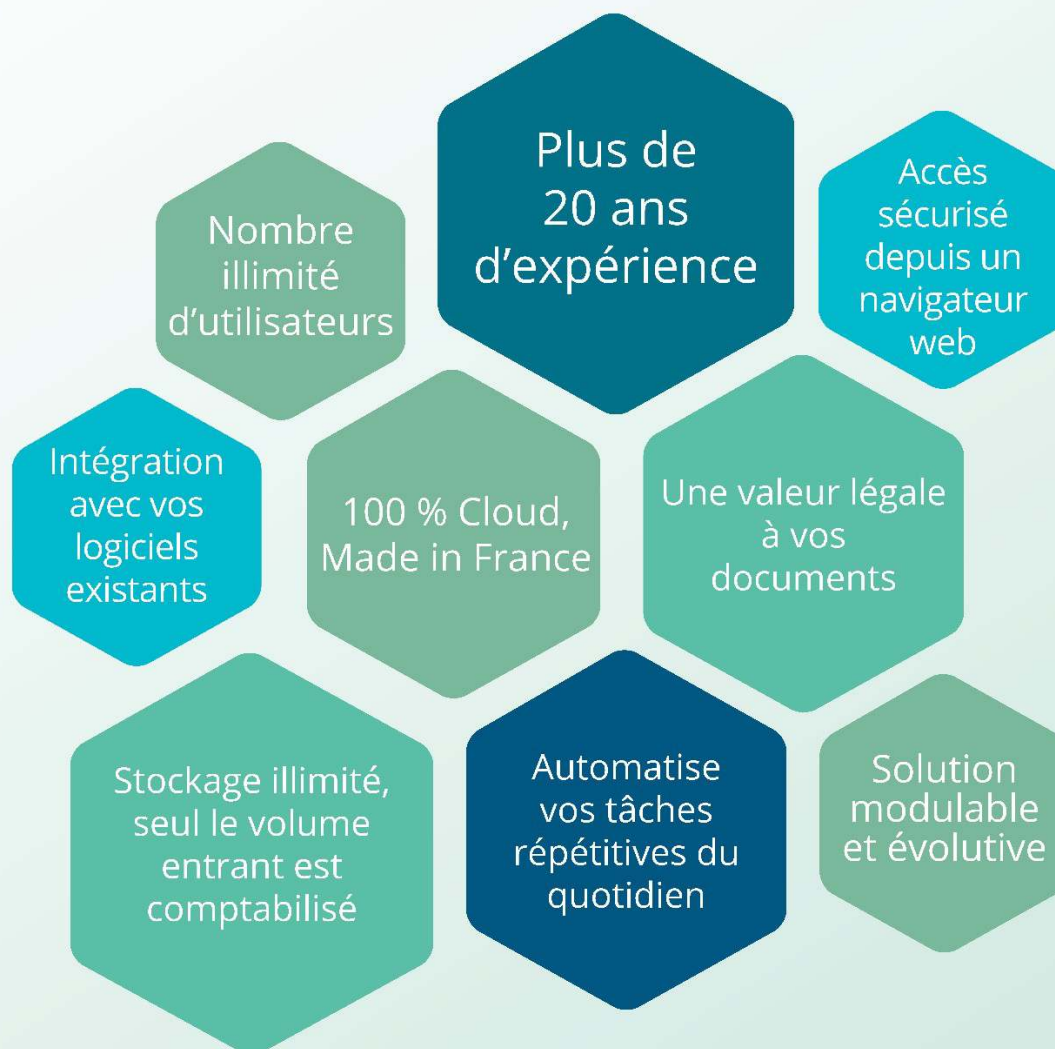 Plus de
20 ans
d'expérience
Nombre
illimité
d'utilisateurs
Accès
sécurisé
depuis un
navigateur
web
Intégration
avec vos
logiciels
existants
100 % Cloud,
Made in France
Une valeur légale
à vos
documents
Stockage illimité,
seul le volume
entrant est
comptabilisé
Automatise
vos tâches
répétitives du
quotidien
Solution
modulable
et évolutive